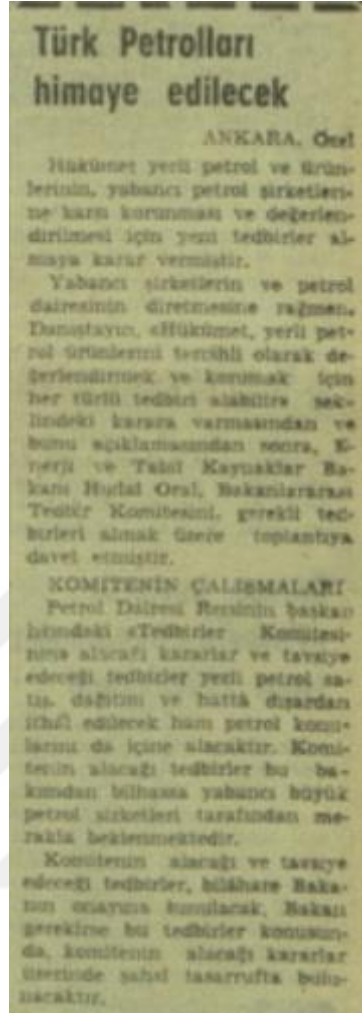 Türk Petrolları
himaye edilecek
ANKARA, Özel
Hükümet yerli petrol ve ürün-
lerinin, yabancı petrol şirketleri-
ne karşı korunması ve değerlen-
dirilmesi için yeni tedbirler al-
maya karar vermiştir.
Yabancı şirketlerin ve petrol
dairesinin diretmesine rağmen,
Danıştayın, «Hükümet, yerli pet-
rol ürünlerini tercihli olarak de-
ğerlendirmek ve korumak için
her türlü tedbiri alabilir» şek-
lindeki karara varmasından ve
bunu açıklamasından sonra, E-
nerji ve Tabiî Kaynaklar Ba-
kanı Hudai Oral, Bakanlararası
Tedbir Komitesini, gerekli ted-
birleri almak üzere toplantıya
davet etmiştir.
KOMİTENİN ÇALIŞMALARI
Petrol Dairesi Reisinin başkan
lığındaki «Tedbirler Komitesi-
nin» alacağı kararlar ve tavsiye
edeceği tedbirler yerli petrol sa-
tış, dağıtım ve hattâ dışardan
ithâl edilecek ham petrol konu-
larını da içine alacaktır. Komi-
tenin alacağı tedbirler bu ba-
kımdan bilhassa yabancı büyük
petrol şirketleri tarafından me-
rakla beklenmektedir.
Komitenin alacağı ve tavsiye
edeceği tedbirler, bilâhare Baka-
nın onayına sunulacak, Bakan
gerekirse bu tedbirler konusun-
da, komitenin alacağı kararlar
üzerinde şahsî tasarrufta bulu-
nacaktır.